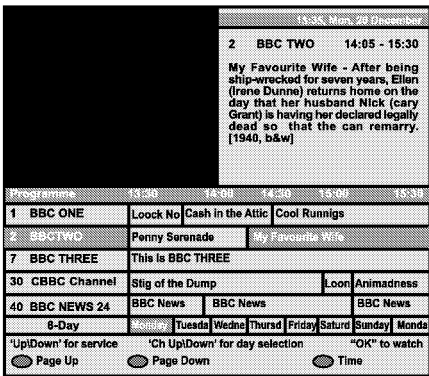 13:35, Mon, 20 December
2 BBC TWO 14:05 - 15:30
My Favourite Wife - After being
ship-wrecked for seven years, Ellen
(Irene Dunne) returns home on the
day that her husband Nick (cary
Grant) is having her declared legally
dead so that the can remarry.
[1940, b&w]
Programme 13:30 14:00 14:30 15:00 15:30
1 BBC ONE Loock No Cash in the Attic Cool Runnigs
2 BBCTWO Penny Serenade My Favourite Wife
7 BBC THREE This is BBC THREE
30 CBBC Channel Stig of the Dump Loon Animadness
40 BBC NEWS 24 BBC News BBC News BBC News
6-Day Monday Tuesda Wedne Thursd Friday Saturd Sunday Monda
'Up\Down' for service 'Ch Up\Down' for day selection "OK" to watch
Page Up Page Down Time